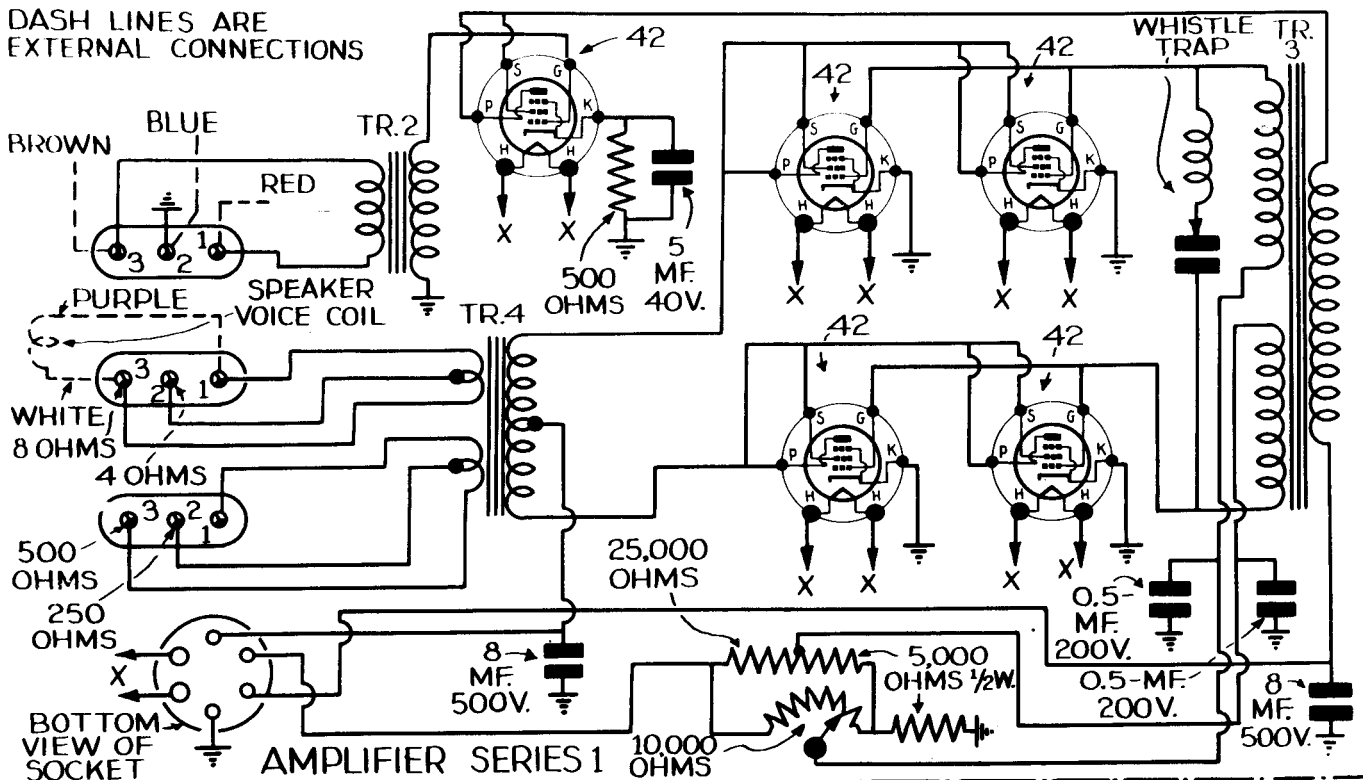 DASH LINES ARE
EXTERNAL CONNECTIONS
42
S G
P K
H H
X X
500
OHMS
5
MF.
40V.
BROWN
BLUE
RED
TR.2
3 2 1
PURPLE
SPEAKER
VOICE COIL
TR.4
3 2 1
WHITE
8 OHMS
4 OHMS
3 2 1
500
OHMS
250
OHMS
42
S G
P K
H H
X X
42
S G
P K
H H
X X
WHISTLE
TRAP
TR.
3
42
S G
P K
H H
X X
42
S G
P K
H H
X X
X
BOTTOM
VIEW OF
SOCKET
8
MF.
500V.
25,000
OHMS
5,000
OHMS ½W.
10,000
OHMS
0.5-
MF.
200V.
0.5-MF.
200V.
8
MF.
500V.
AMPLIFIER SERIES 1